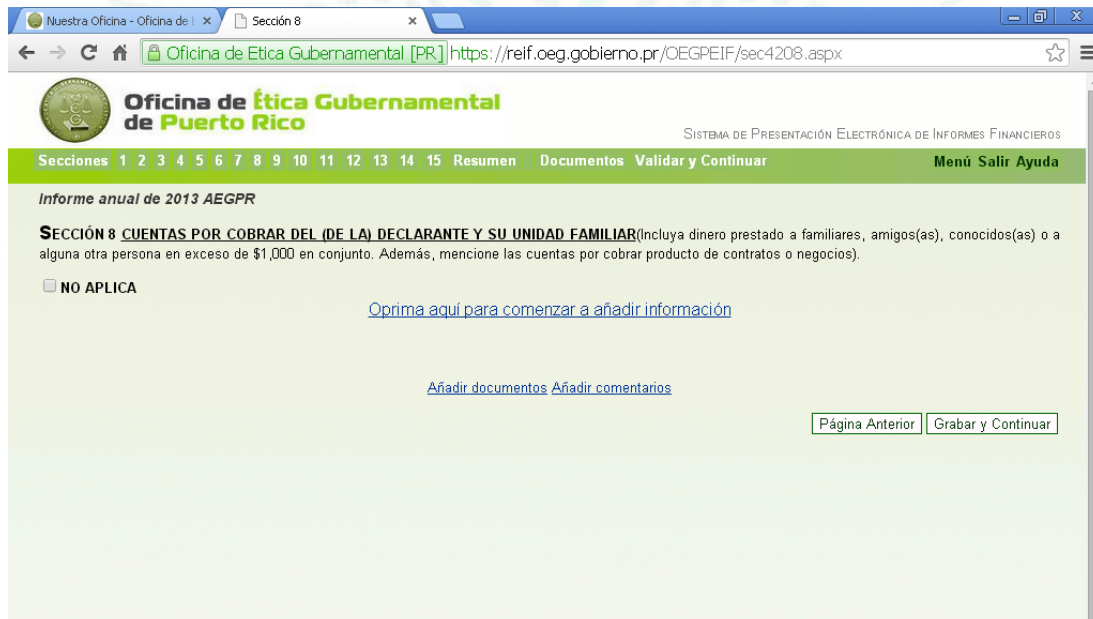 Nuestra Oficina - Oficina de
Sección 8
Oficina de Etica Gubernamental [PR] https://reif.oeg.gobierno.pr/OEGPEIF/sec4208.aspx
Oficina de Ética Gubernamental
de Puerto Rico
SISTEMA DE PRESENTACIÓN ELECTRÓNICA DE INFORMES FINANCIEROS
Secciones 1 2 3 4 5 6 7 8 9 10 11 12 13 14 15 Resumen Documentos Validar y Continuar Menú Salir Ayuda
Informe anual de 2013 AEGPR
SECCIÓN 8 CUENTAS POR COBRAR DEL (DE LA) DECLARANTE Y SU UNIDAD FAMILIAR(Incluya dinero prestado a familiares, amigos(as), conocidos(as) o a
alguna otra persona en exceso de $1,000 en conjunto. Además, mencione las cuentas por cobrar producto de contratos o negocios).
NO APLICA
Oprima aquí para comenzar a añadir información
Añadir documentos Añadir comentarios
Página Anterior Grabar y Continuar